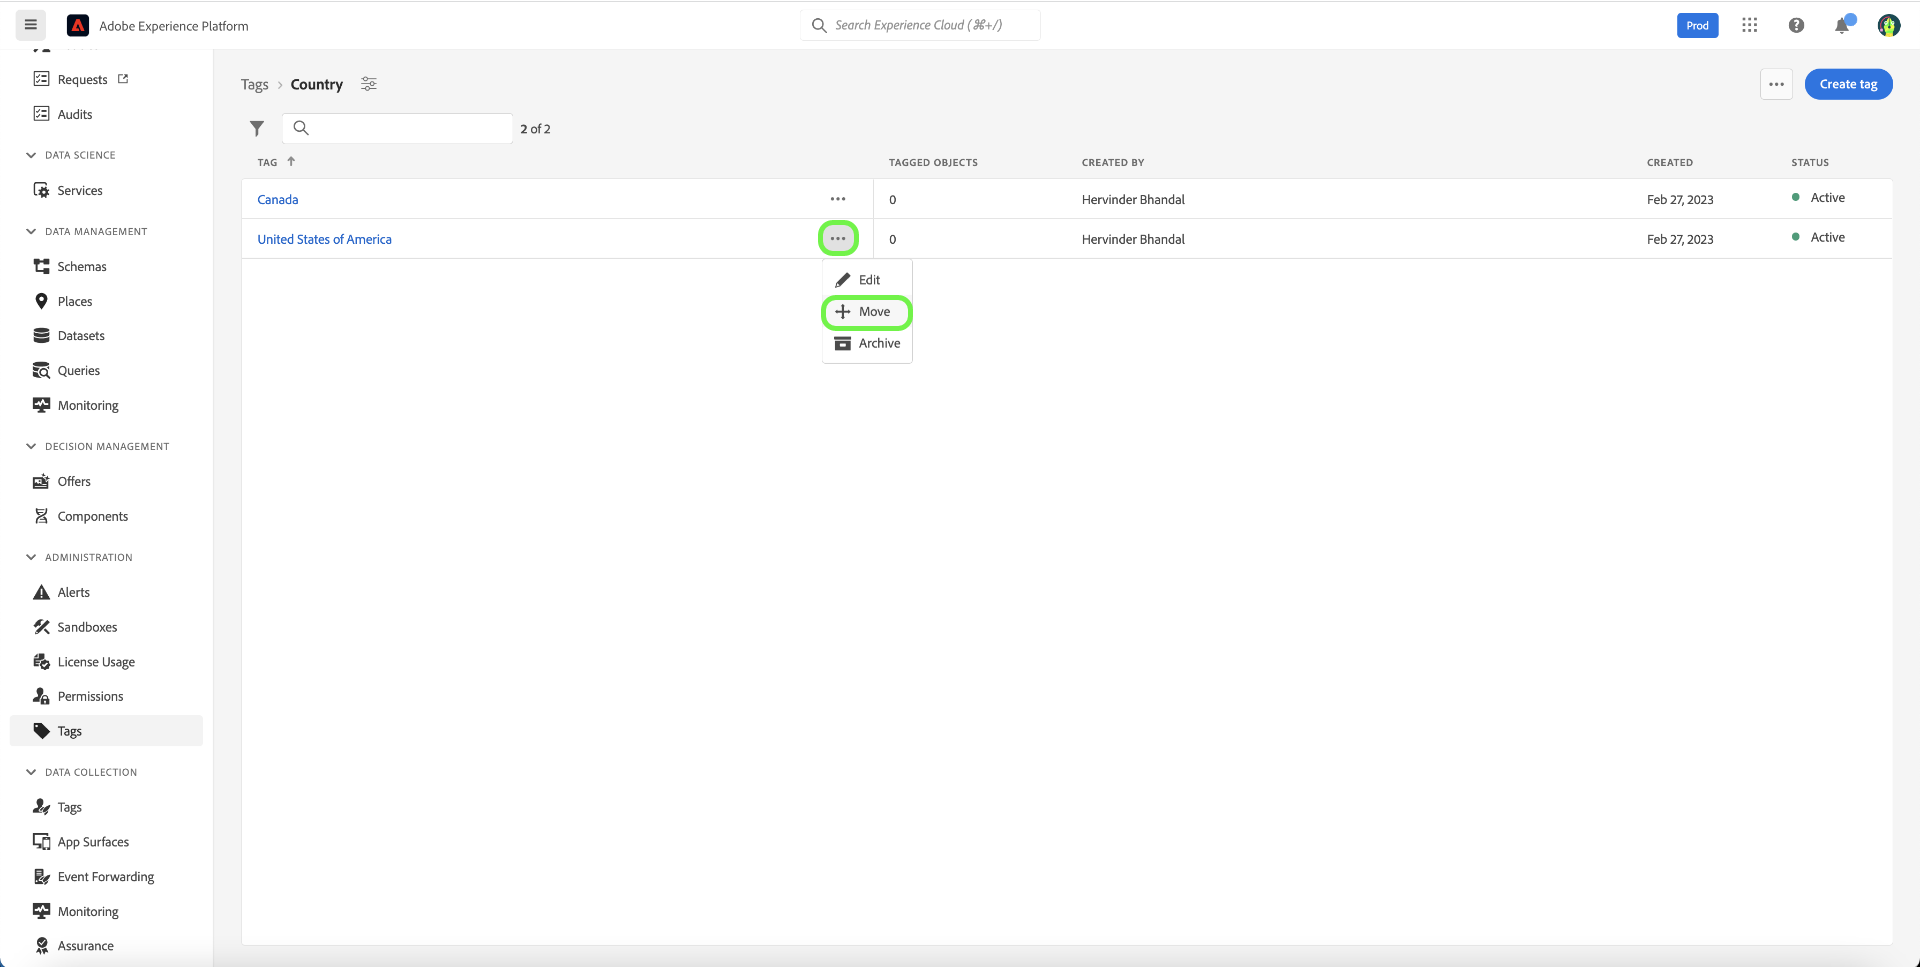 Adobe Experience Platform
Search Experience Cloud (⌘+/)
Prod
Requests
Audits
DATA SCIENCE
Services
DATA MANAGEMENT
Schemas
Places
Datasets
Queries
Monitoring
DECISION MANAGEMENT
Offers
Components
ADMINISTRATION
Alerts
Sandboxes
License Usage
Permissions
Tags
DATA COLLECTION
Tags
App Surfaces
Event Forwarding
Monitoring
Assurance
Tags › Country
Create tag
2 of 2
TAG TAGGED OBJECTS CREATED BY CREATED STATUS
Canada 0 Hervinder Bhandal Feb 27, 2023 Active
United States of America 0 Hervinder Bhandal Feb 27, 2023 Active
Edit
Move
Archive